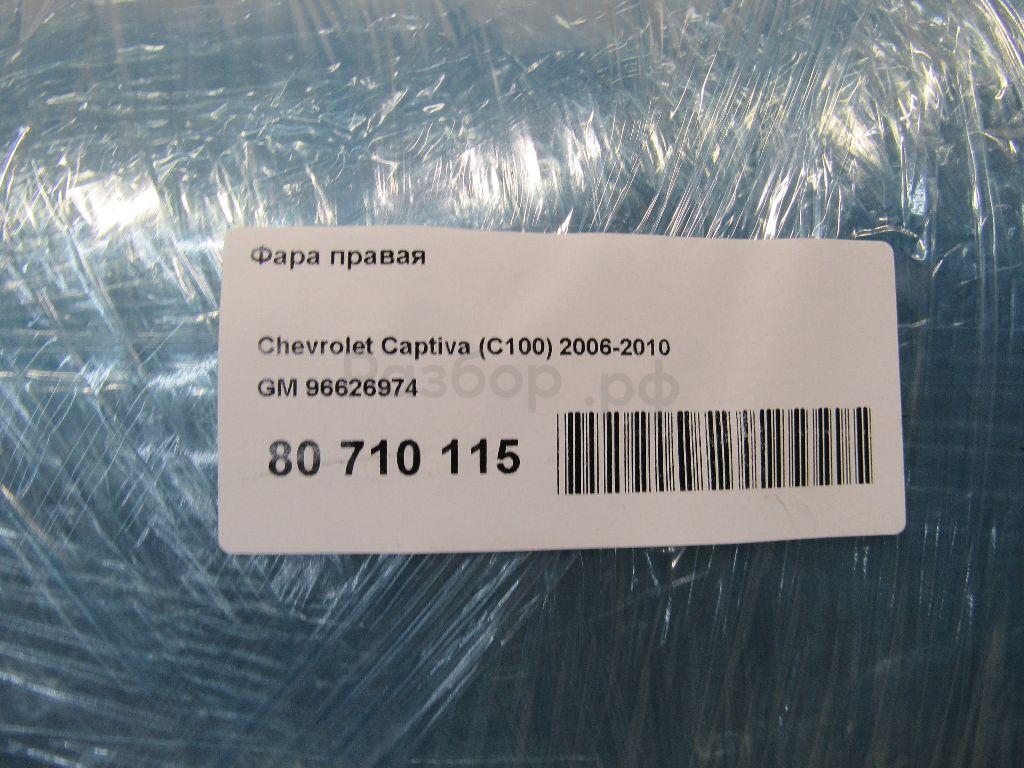 Фара правая
Chevrolet Captiva (C100) 2006-2010
Разбор.рф
GM 96626974
80 710 115